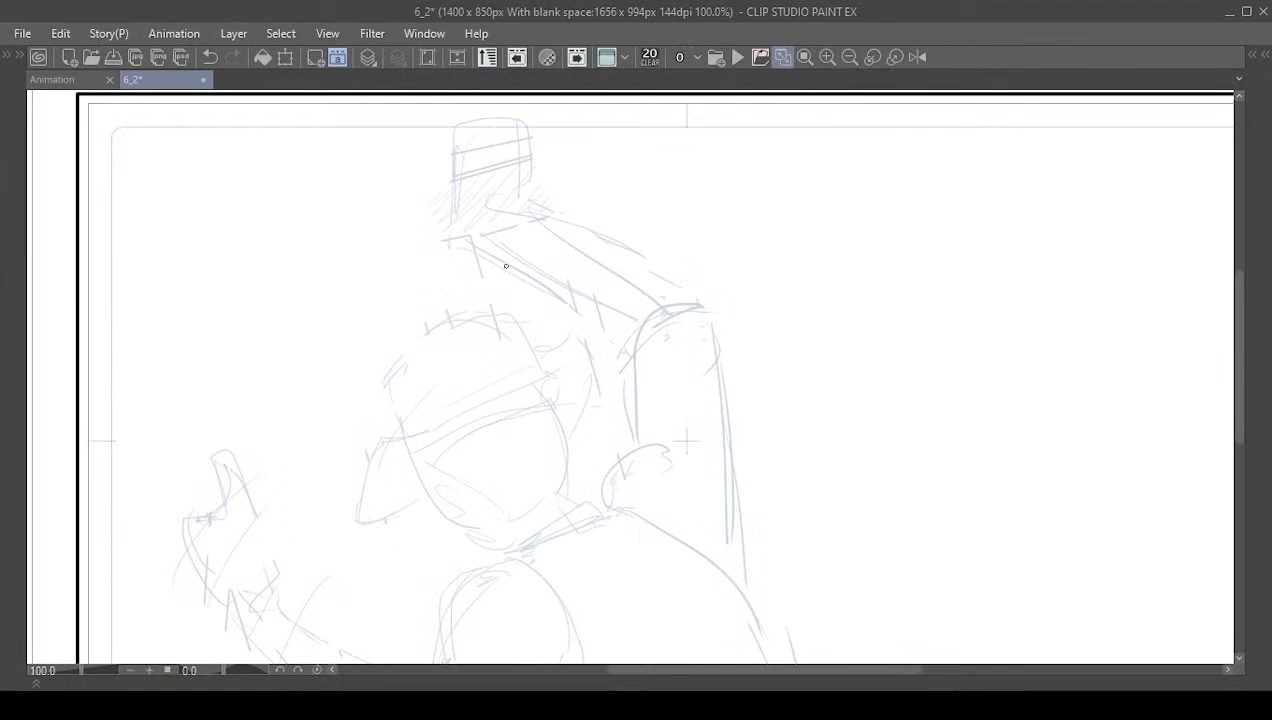 6_2* (1400 x 850px With blank space:1656 x 994px 144dpi 100.0%) - CLIP STUDIO PAINT EX
File Edit Story(P) Animation Layer Select View Filter Window Help
20 CLEAR 0
Animation 6_2*
100.0 0.0